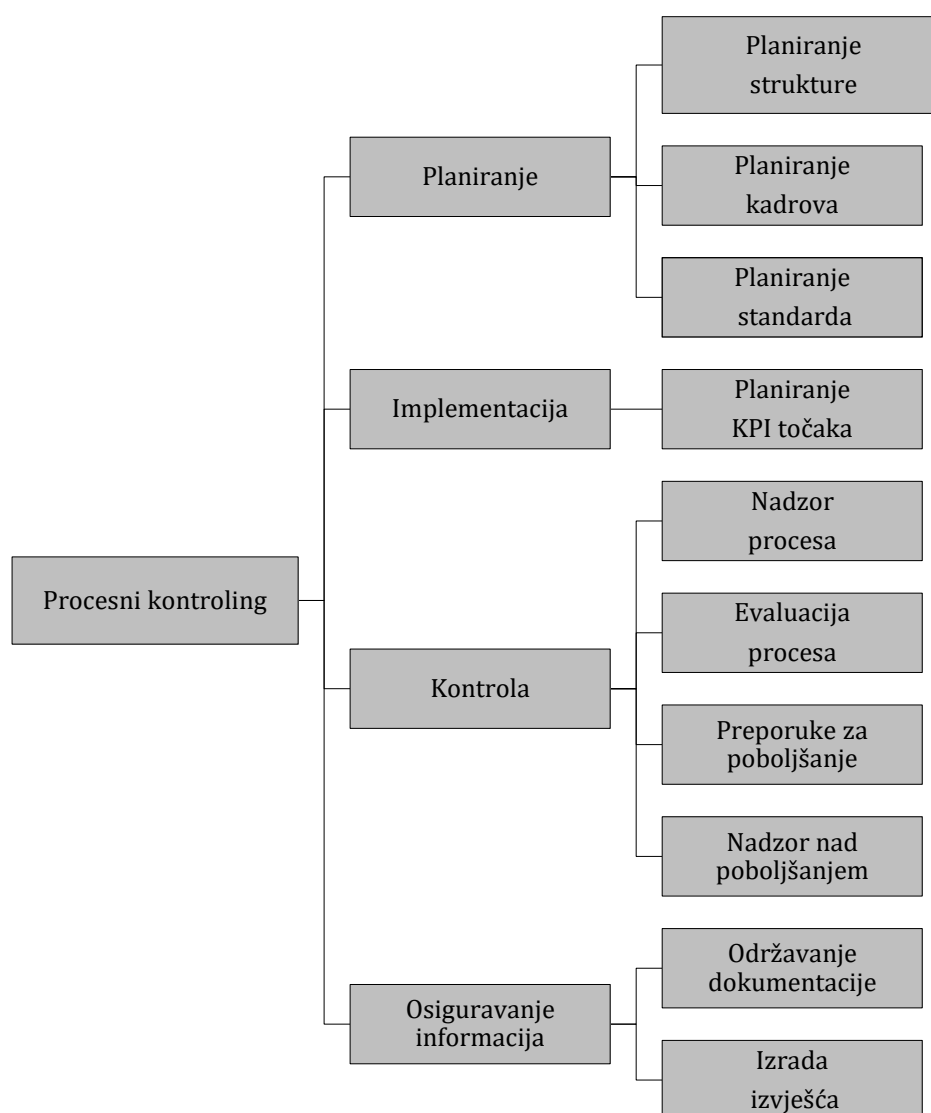 Procesni kontroling
Planiranje
Planiranje
strukture
Planiranje
kadrova
Planiranje
standarda
Implementacija
Planiranje
KPI točaka
Kontrola
Nadzor
procesa
Evaluacija
procesa
Preporuke za
poboljšanje
Nadzor nad
poboljšanjem
Osiguravanje
informacija
Održavanje
dokumentacije
Izrada
izvješća